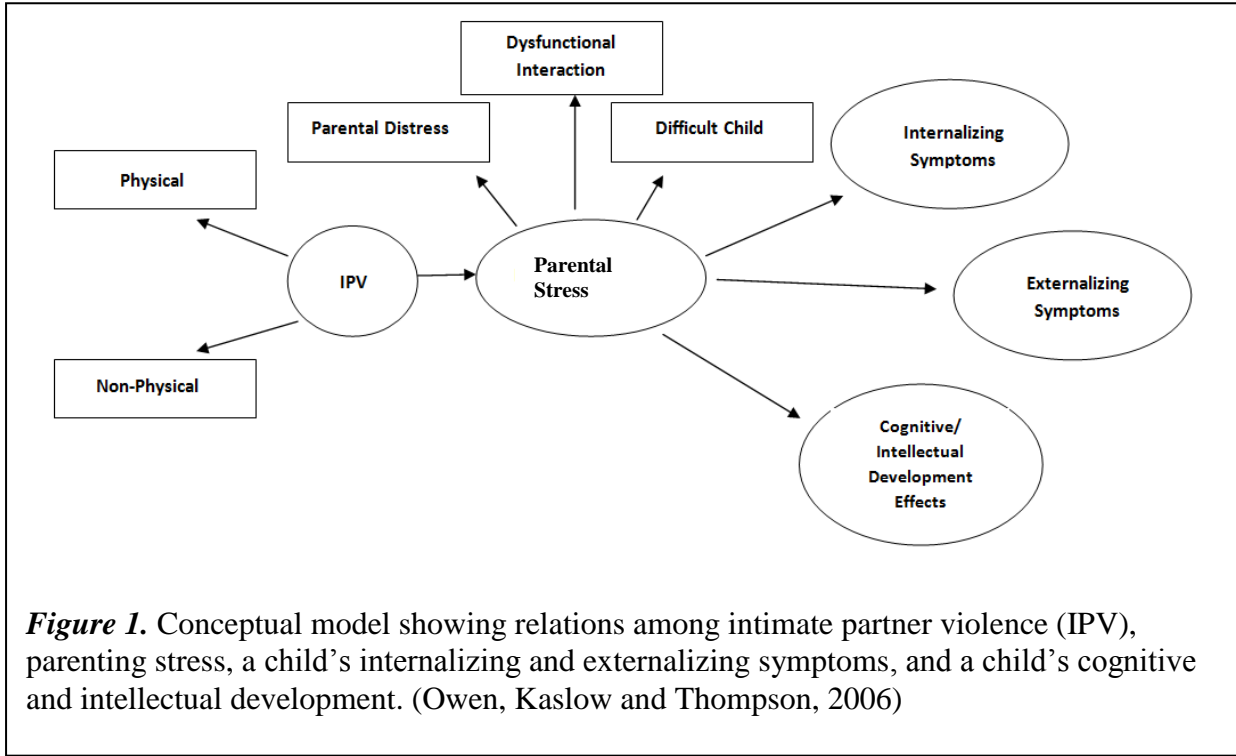 Dysfunctional
Interaction
Parental Distress
Difficult Child
Internalizing
Symptoms
Physical
IPV
Parental
Stress
Externalizing
Symptoms
Non-Physical
Cognitive/
Intellectual
Development
Effects
Figure 1. Conceptual model showing relations among intimate partner violence (IPV),
parenting stress, a child’s internalizing and externalizing symptoms, and a child’s cognitive
and intellectual development. (Owen, Kaslow and Thompson, 2006)